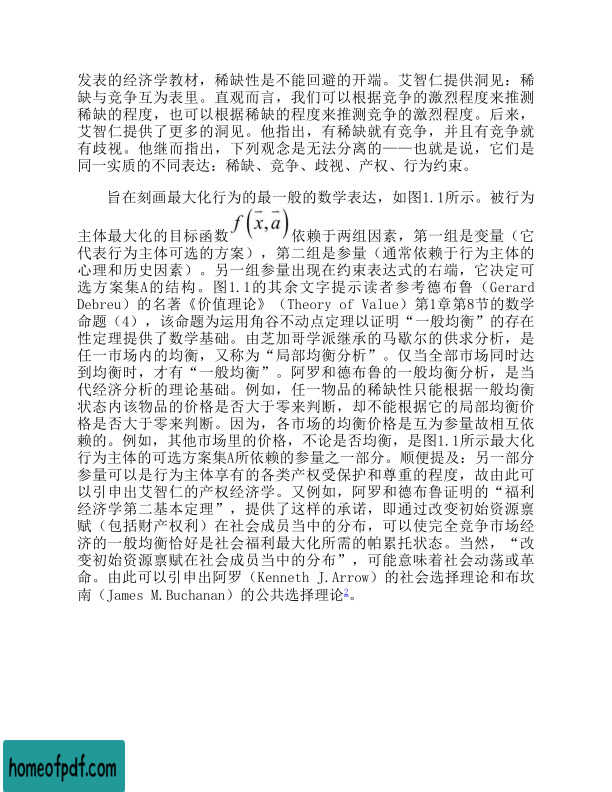 发表的经济学教材，稀缺性是不能回避的开端。艾智仁提供洞见：稀
缺与竞争互为表里。直观而言，我们可以根据竞争的激烈程度来推测
稀缺的程度，也可以根据稀缺的程度来推测竞争的激烈程度。后来，
艾智仁提供了更多的洞见。他指出，有稀缺就有竞争，并且有竞争就
有歧视。他继而指出，下列观念是无法分离的——也就是说，它们是
同一实质的不同表达：稀缺、竞争、歧视、产权、行为约束。
旨在刻画最大化行为的最一般的数学表达，如图1.1所示。被行为
主体最大化的目标函数f(x⃗,a⃗)依赖于两组因素，第一组是变量（它
代表行为主体可选的方案），第二组是参量（通常依赖于行为主体的
心理和历史因素）。另一组参量出现在约束表达式的右端，它决定可
选方案集A的结构。图1.1的其余文字提示读者参考德布鲁（Gerard
Debreu）的名著《价值理论》（Theory of Value）第1章第8节的数学
命题（4），该命题为运用角谷不动点定理以证明“一般均衡”的存在
性定理提供了数学基础。由芝加哥学派继承的马歇尔的供求分析，是
任一市场内的均衡，又称为“局部均衡分析”。仅当全部市场同时达
到均衡时，才有“一般均衡”。阿罗和德布鲁的一般均衡分析，是当
代经济分析的理论基础。例如，任一物品的稀缺性只能根据一般均衡
状态内该物品的价格是否大于零来判断，却不能根据它的局部均衡价
格是否大于零来判断。因为，各市场的均衡价格是互为参量故相互依
赖的。例如，其他市场里的价格，不论是否均衡，是图1.1所示最大化
行为主体的可选方案集A所依赖的参量之一部分。顺便提及：另一部分
参量可以是行为主体享有的各类产权受保护和尊重的程度，故由此可
以引申出艾智仁的产权经济学。又例如，阿罗和德布鲁证明的“福利
经济学第二基本定理”，提供了这样的承诺，即通过改变初始资源禀
赋（包括财产权利）在社会成员当中的分布，可以使完全竞争市场经
济的一般均衡恰好是社会福利最大化所需的帕累托状态。当然，“改
变初始资源禀赋在社会成员当中的分布”，可能意味着社会动荡或革
命。由此可以引申出阿罗（Kenneth J.Arrow）的社会选择理论和布坎
南（James M.Buchanan）的公共选择理论2。
homeofpdf.com